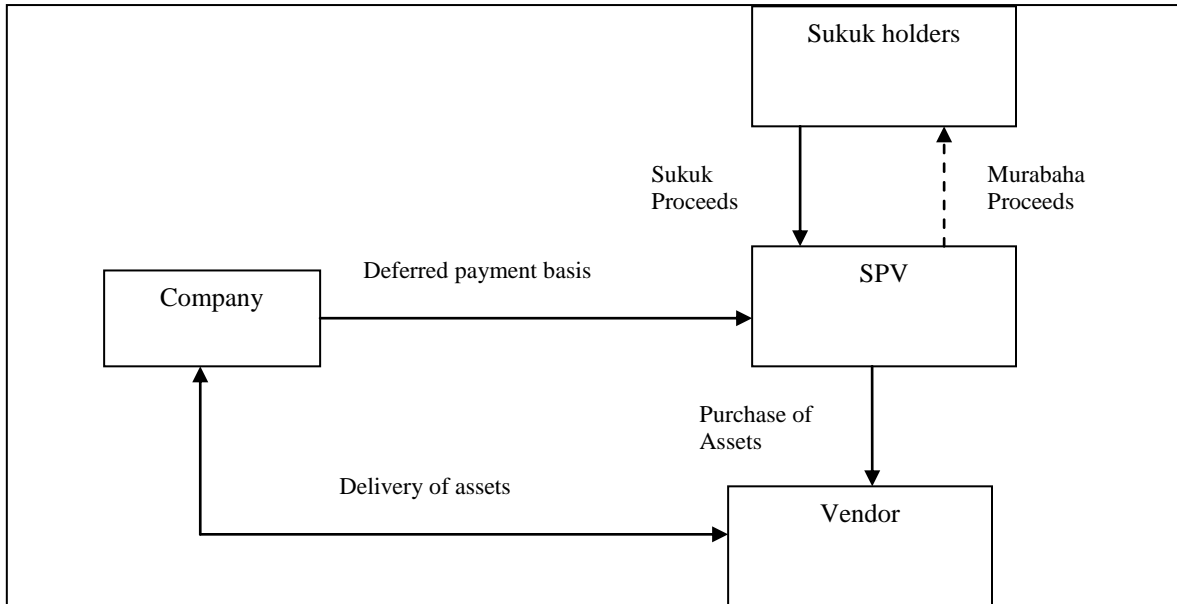 Sukuk holders
Sukuk
Proceeds
Murabaha
Proceeds
Deferred payment basis
SPV
Company
Purchase of
Assets
Delivery of assets
Vendor